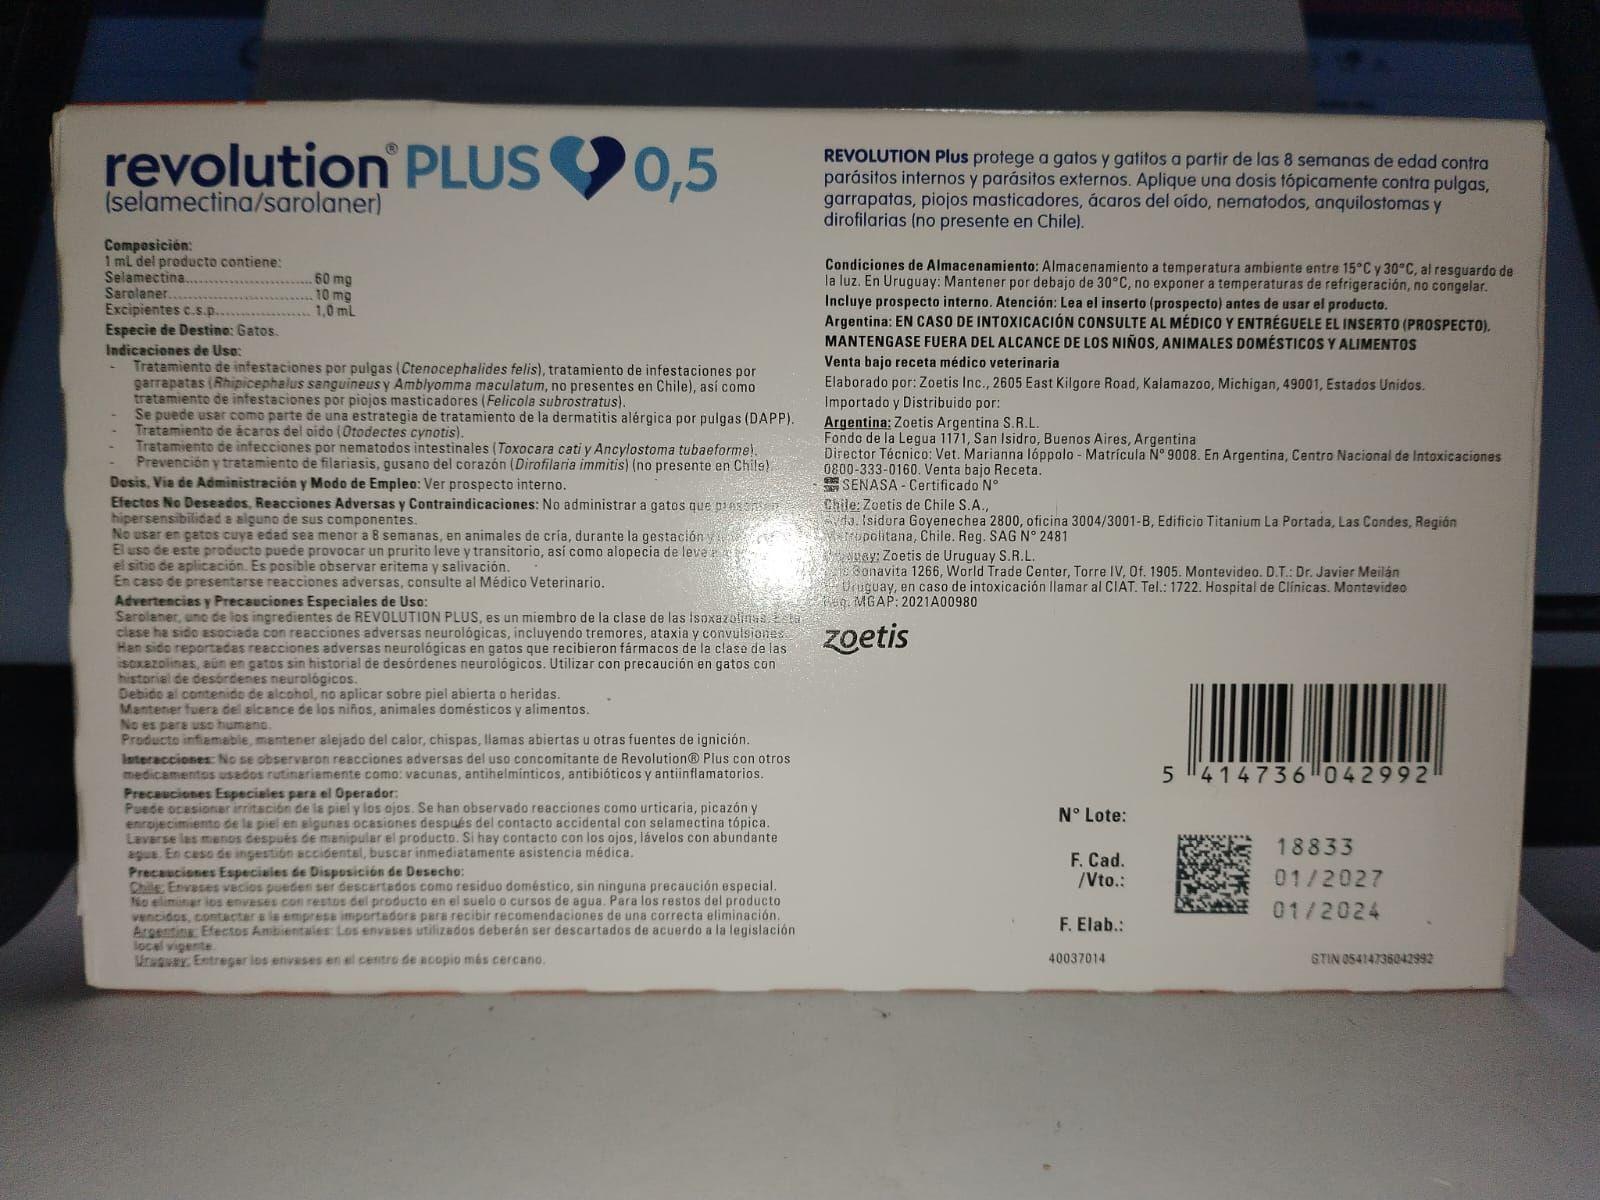 revolution® PLUS 0,5
(selamectina/sarolaner)
Composición:
1 mL del producto contiene:
Selamectina.............................60 mg
Sarolaner.................................10 mg
Excipientes c.s.p......................1,0 mL
Especie de Destino: Gatos.
Indicaciones de Uso:
- Tratamiento de infestaciones por pulgas (Ctenocephalides felis), tratamiento de infestaciones por
garrapatas (Rhipicephalus sanguineus y Amblyomma maculatum, no presentes en Chile), así como
tratamiento de infestaciones por piojos masticadores (Felicola subrostratus).
- Se puede usar como parte de una estrategia de tratamiento de la dermatitis alérgica por pulgas (DAPP).
- Tratamiento de ácaros del oido (Otodectes cynotis).
- Tratamiento de infecciones por nematodos intestinales (Toxocara cati y Ancylostoma tubaeforme).
- Prevención y tratamiento de filariasis, gusano del corazón (Dirofilaria immitis) (no presente en Chile)
Dosis, Via de Administración y Modo de Empleo: Ver prospecto interno.
Efectos No Deseados, Reacciones Adversas y Contraindicaciones: No administrar a gatos que presenten
hipersensibilidad a alguno de sus componentes.
No usar en gatos cuya edad sea menor a 8 semanas, en animales de cría, durante la gestación y
El uso de este producto puede provocar un prurito leve y transitorio, así como alopecia de leve a
el sitio de aplicación. Es posible observar eritema y salivación.
En caso de presentarse reacciones adversas, consulte al Médico Veterinario.
Advertencias y Precauciones Especiales de Uso:
Sarolaner, uno de los ingredientes de REVOLUTION PLUS, es un miembro de la clase de las Isoxazolinas. Esta
clase ha sido asociada con reacciones adversas neurológicas, incluyendo tremores, ataxia y convulsiones.
Han sido reportadas reacciones adversas neurológicas en gatos que recibieron fármacos de la clase de las
isoxazolinas, aún en gatos sin historial de desórdenes neurológicos. Utilizar con precaución en gatos con
historial de desórdenes neurológicos.
Debido al contenido de alcohol, no aplicar sobre piel abierta o heridas.
Mantener fuera del alcance de los niños, animales domésticos y alimentos.
No es para uso humano.
Producto inflamable, mantener alejado del calor, chispas, llamas abiertas u otras fuentes de ignición.
Interacciones: No se observaron reacciones adversas del uso concomitante de Revolution® Plus con otros
medicamentos usados rutinariamente como: vacunas, antihelmínticos, antibióticos y antiinflamatorios.
Precauciones Especiales para el Operador:
Puede ocasionar irritación de la piel y los ojos. Se han observado reacciones como urticaria, picazón y
enrojecimiento de la piel en algunas ocasiones después del contacto accidental con selamectina tópica.
Lavarse las manos después de manipular el producto. Si hay contacto con los ojos, lávelos con abundante
agua. En caso de ingestión accidental, buscar inmediatamente asistencia médica.
Precauciones Especiales de Disposición de Desecho:
Chile: Envases vacios pueden ser descartados como residuo doméstico, sin ninguna precaución especial.
No eliminar los envases con restos del producto en el suelo o cursos de agua. Para los restos del producto
vencidos, contactar a la empresa importadora para recibir recomendaciones de una correcta eliminación.
Argentina: Efectos Ambientales: Los envases utilizados deberán ser descartados de acuerdo a la legislación
local vigente.
Uruguay: Entregar los envases en el centro de acopio más cercano.
REVOLUTION Plus protege a gatos y gatitos a partir de las 8 semanas de edad contra
parásitos internos y parásitos externos. Aplique una dosis tópicamente contra pulgas,
garrapatas, piojos masticadores, ácaros del oído, nematodos, anquilostomas y
dirofilarias (no presente en Chile).
Condiciones de Almacenamiento: Almacenamiento a temperatura ambiente entre 15°C y 30°C, al resguardo de
la luz. En Uruguay: Mantener por debajo de 30°C, no exponer a temperaturas de refrigeración, no congelar.
Incluye prospecto interno. Atención: Lea el inserto (prospecto) antes de usar el producto.
Argentina: EN CASO DE INTOXICACIÓN CONSULTE AL MÉDICO Y ENTRÉGUELE EL INSERTO (PROSPECTO).
MANTENGASE FUERA DEL ALCANCE DE LOS NIÑOS, ANIMALES DOMÉSTICOS Y ALIMENTOS
Venta bajo receta médico veterinaria
Elaborado por: Zoetis Inc., 2605 East Kilgore Road, Kalamazoo, Michigan, 49001, Estados Unidos.
Importado y Distribuido por:
Argentina: Zoetis Argentina S.R.L.
Fondo de la Legua 1171, San Isidro, Buenos Aires, Argentina
Director Técnico: Vet. Marianna Ióppolo - Matrícula N° 9008. En Argentina, Centro Nacional de Intoxicaciones
0800-333-0160. Venta bajo Receta.
SENASA - Certificado N°
Chile: Zoetis de Chile S.A.,
Avda. Isidora Goyenechea 2800, oficina 3004/3001-B, Edificio Titanium La Portada, Las Condes, Región
Metropolitana, Chile. Reg. SAG N° 2481
Uruguay: Zoetis de Uruguay S.R.L.
Bonavita 1266, World Trade Center, Torre IV, Of. 1905. Montevideo. D.T.: Dr. Javier Meilán
Uruguay, en caso de intoxicación llamar al CIAT. Tel.: 1722. Hospital de Clínicas. Montevideo
Reg. MGAP: 2021A00980
zoetis
5 414736 042992
N° Lote:
18833
F. Cad.
/Vto.:
01/2027
01/2024
F. Elab.:
40037014
GTIN 05414736042992